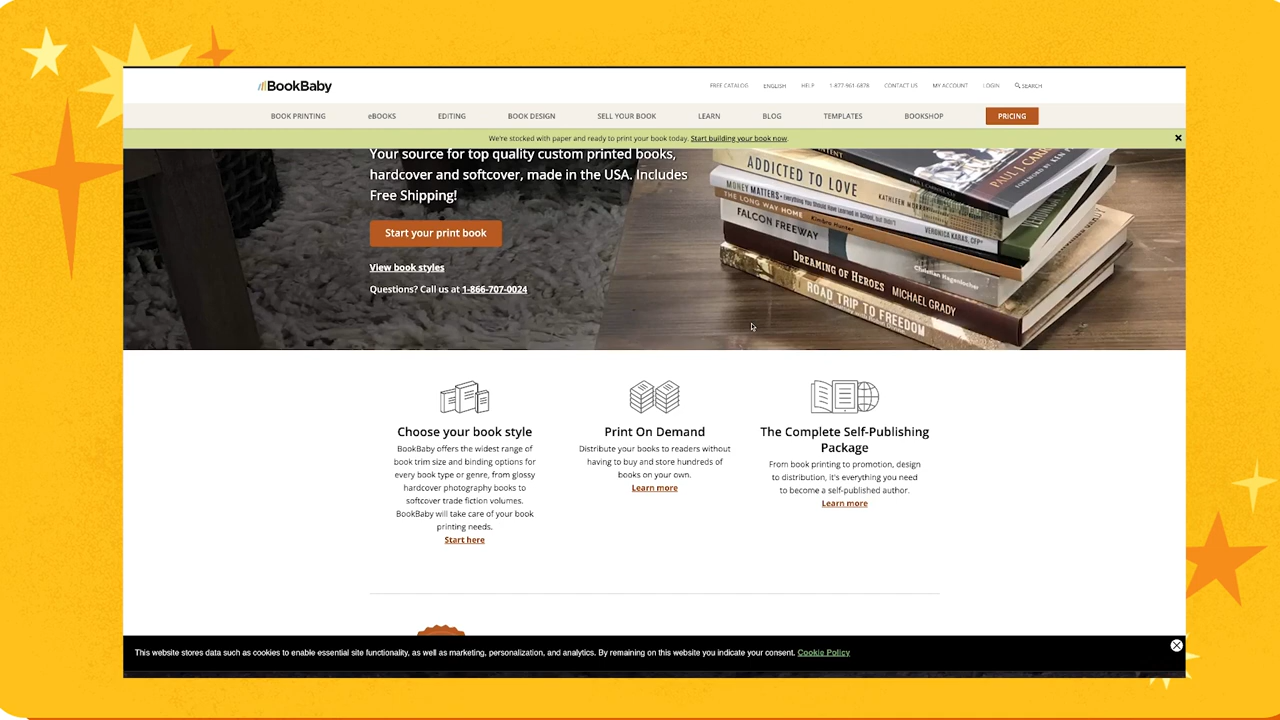 BookBaby
FREE CATALOG ENGLISH HELP 1-877-961-6878 CONTACT US MY ACCOUNT LOGIN SEARCH
BOOK PRINTING eBOOKS EDITING BOOK DESIGN SELL YOUR BOOK LEARN BLOG TEMPLATES BOOKSHOP PRICING
We're stocked with paper and ready to print your book today. Start building your book now.
Your source for top quality custom printed books,
hardcover and softcover, made in the USA. Includes
Free Shipping!
Start your print book
View book styles
Questions? Call us at 1-866-707-0024
PAUL J. CARR
ADDICTED TO LOVE KATHLEEN
MONEY MATTERS: Everything You Should Have Learned in School, But Didn't VERONICA KARAS, CFP
THE LONG WAY HOME Kimdra Hunter
FALCON FREEWAY Christian Hagenlocher
DREAMING OF HEROES MICHAEL GRADY
ROAD TRIP TO FREEDOM
Choose your book style
BookBaby offers the widest range of
book trim size and binding options for
every book type or genre, from glossy
hardcover photography books to
softcover trade fiction volumes.
BookBaby will take care of your book
printing needs.
Start here
Print On Demand
Distribute your books to readers without
having to buy and store hundreds of
books on your own.
Learn more
The Complete Self-Publishing
Package
From book printing to promotion, design
to distribution, it's everything you need
to become a self-published author.
Learn more
This website stores data such as cookies to enable essential site functionality, as well as marketing, personalization, and analytics. By remaining on this website you indicate your consent. Cookie Policy